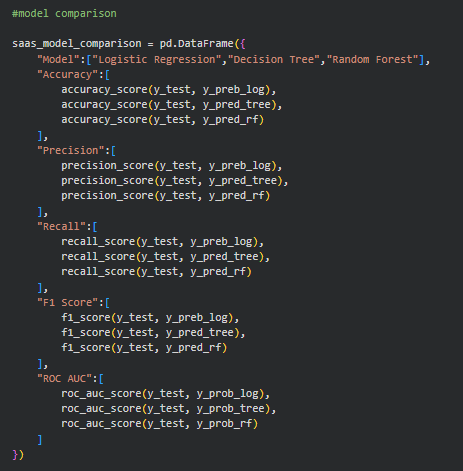 #model comparison
saas_model_comparison = pd.DataFrame({
    "Model":["Logistic Regression","Decision Tree","Random Forest"],
    "Accuracy":[
        accuracy_score(y_test, y_preb_log),
        accuracy_score(y_test, y_pred_tree),
        accuracy_score(y_test, y_pred_rf)
    ],
    "Precision":[
        precision_score(y_test, y_preb_log),
        precision_score(y_test, y_pred_tree),
        precision_score(y_test, y_pred_rf)
    ],
    "Recall":[
        recall_score(y_test, y_preb_log),
        recall_score(y_test, y_pred_tree),
        recall_score(y_test, y_pred_rf)
    ],
    "F1 Score":[
        f1_score(y_test, y_preb_log),
        f1_score(y_test, y_pred_tree),
        f1_score(y_test, y_pred_rf)
    ],
    "ROC AUC":[
        roc_auc_score(y_test, y_prob_log),
        roc_auc_score(y_test, y_prob_tree),
        roc_auc_score(y_test, y_prob_rf)
    ]
})